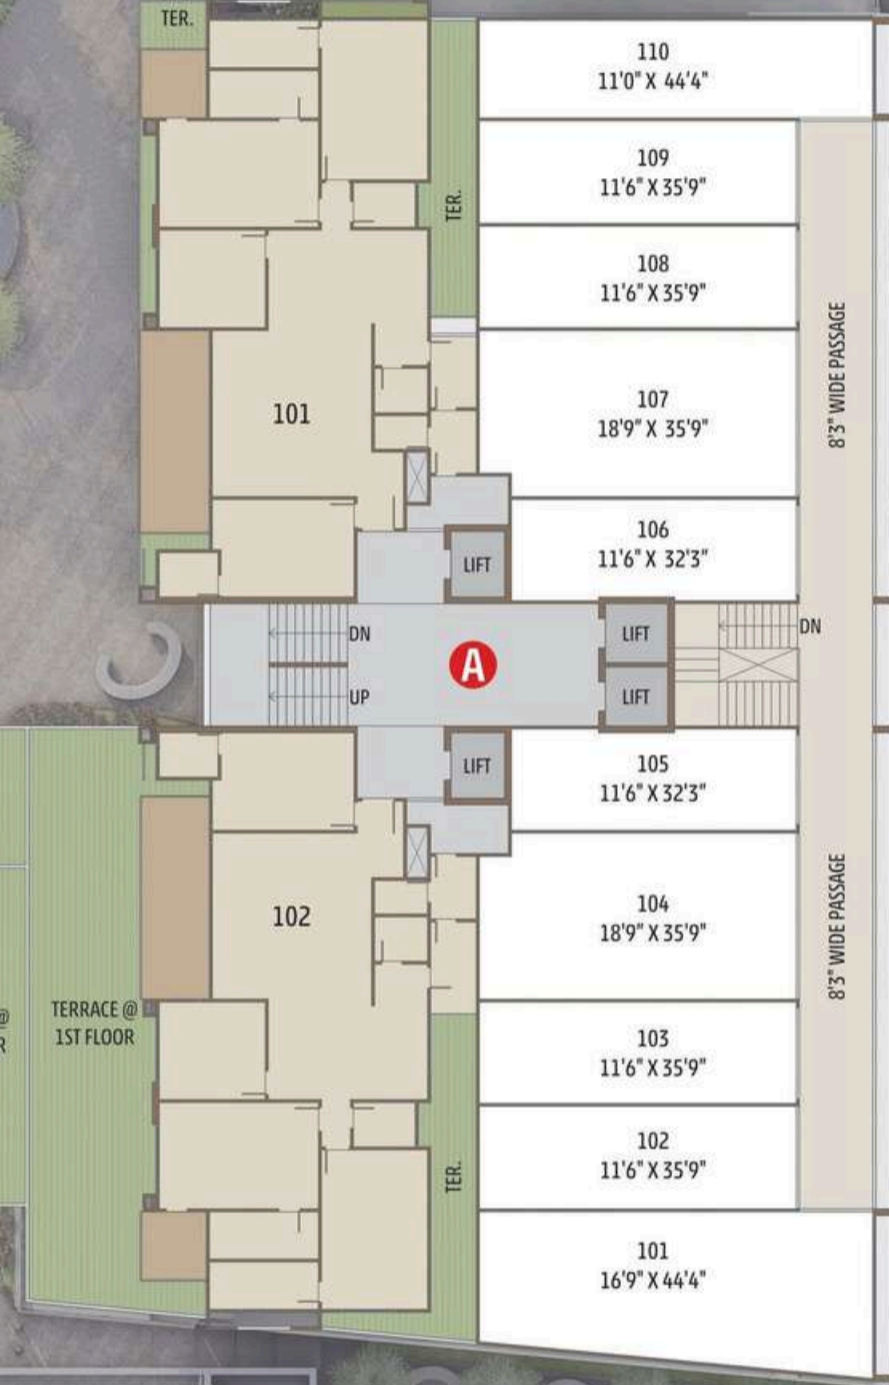 TER.
110
11'0" X 44'4"
109
11'6" X 35'9"
TER.
108
11'6" X 35'9"
8'3" WIDE PASSAGE
107
18'9" X 35'9"
101
106
11'6" X 32'3"
LIFT
DN
LIFT
DN
A
UP
LIFT
LIFT
105
11'6" X 32'3"
104
18'9" X 35'9"
102
8'3" WIDE PASSAGE
TERRACE @
1ST FLOOR
@
R
103
11'6" X 35'9"
102
11'6" X 35'9"
TER.
101
16'9" X 44'4"